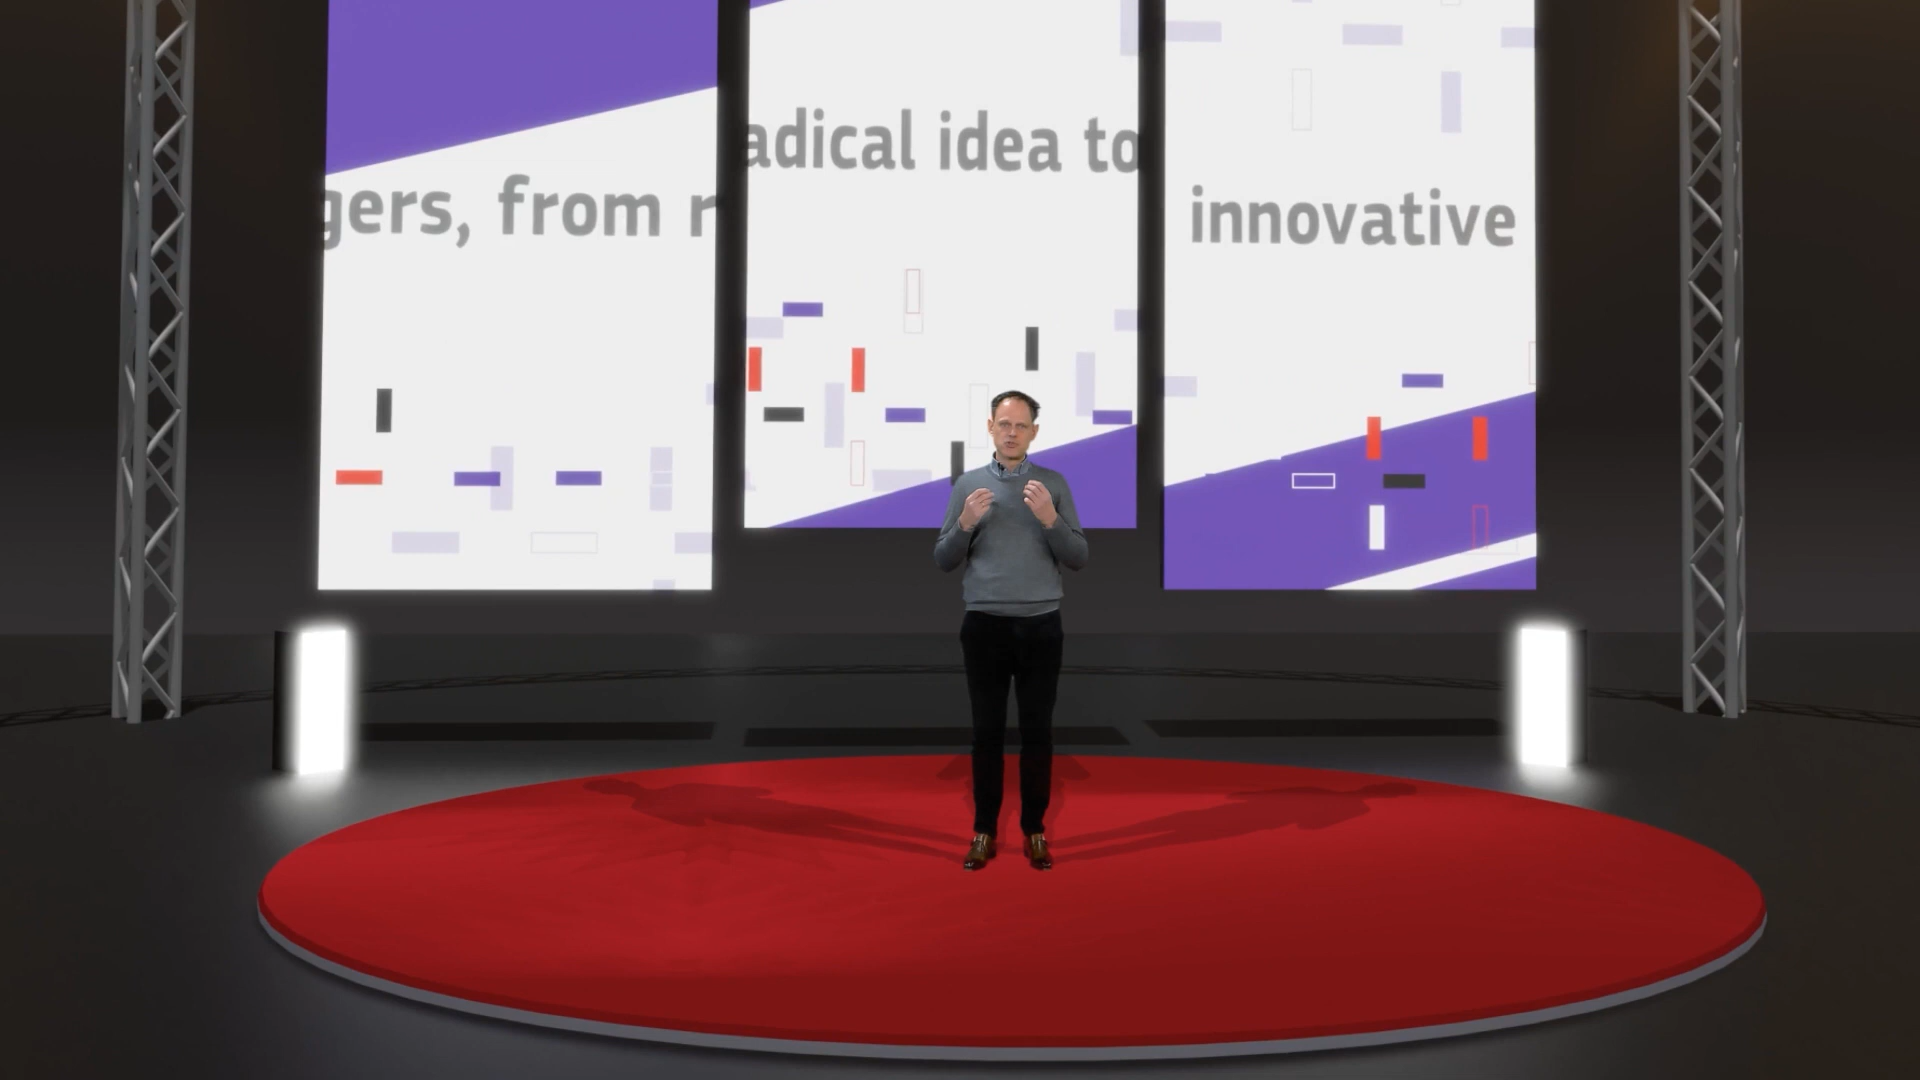 gers, from r
adical idea to
innovative